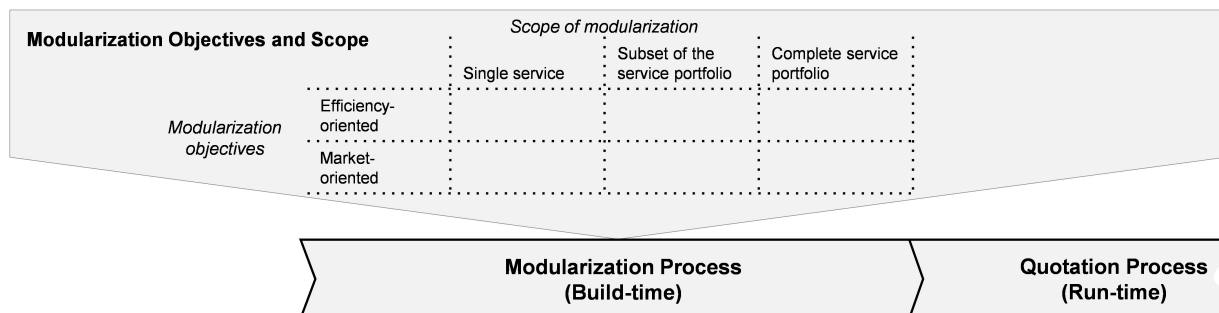 Scope of modularization
Modularization Objectives and Scope
Single service
Subset of the
service portfolio
Complete service
portfolio
Modularization
objectives
Efficiency-
oriented
Market-
oriented
Modularization Process
(Build-time)
Quotation Process
(Run-time)